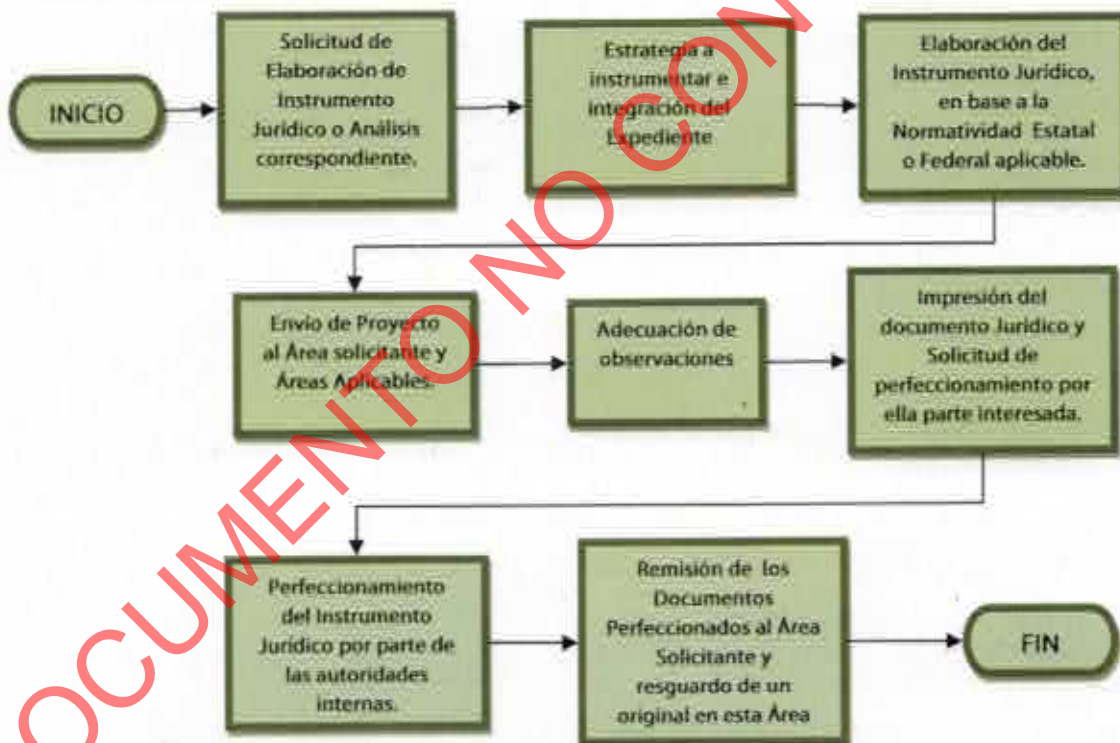 INICIO
Solicitud de
Elaboración de
Instrumento
Jurídico o Análisis
correspondiente.
Estrategia a
instrumentar e
Integración del
Expediente
Elaboración del
Instrumento Jurídico,
en base a la
Normatividad Estatal
o Federal aplicable.
Envío de Proyecto
al Área solicitante y
Áreas Aplicables.
Adecuación de
observaciones
Impresión del
documento Jurídico y
Solicitud de
perfeccionamiento por
ella parte interesada.
Perfeccionamiento
del Instrumento
Jurídico por parte de
las autoridades
internas.
Remisión de los
Documentos
Perfeccionados al Área
Solicitante y
resguardo de un
original en esta Área
FIN
OCUMENTO NO CON